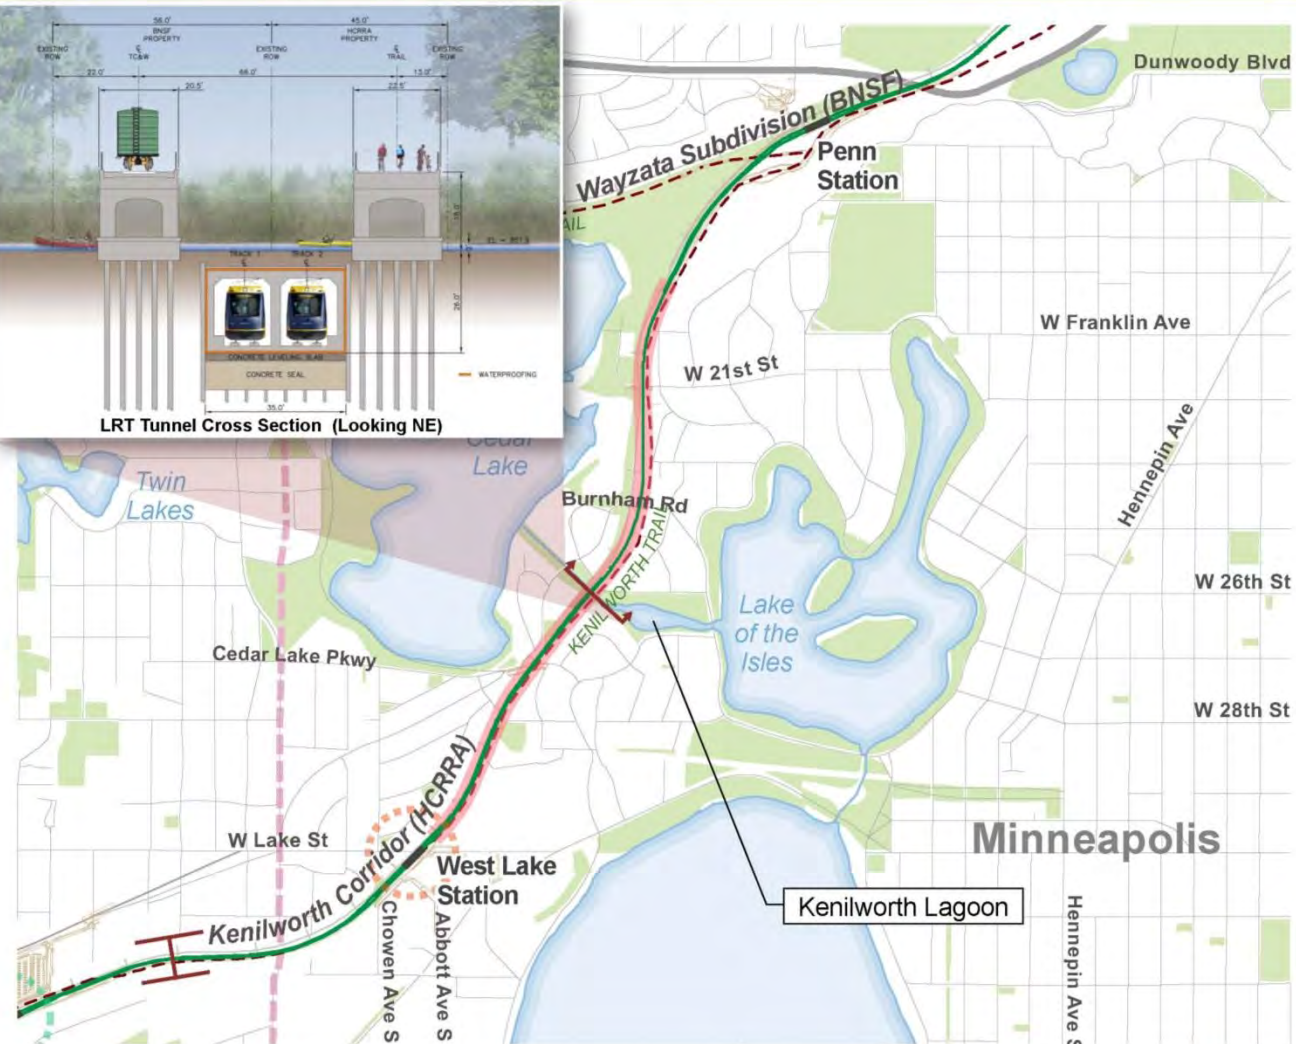 56.0'
45.0'
BNSF
PROPERTY
HCRRA
PROPERTY
EXISTING
ROW
℄
TC&W
EXISTING
ROW
℄
TRAIL
EXISTING
ROW
22.0'
66.0'
13.0'
20.5'
22.5'
TRACK 1
℄
TRACK 2
℄
26.0'
CONCRETE LEVELING SLAB
CONCRETE SEAL
WATERPROOFING
35.0'
LRT Tunnel Cross Section (Looking NE)
Dunwoody Blvd
Wayzata Subdivision (BNSF)
Penn
Station
AIL
W Franklin Ave
W 21st St
Hennepin Ave
Cedar
Lake
Twin
Lakes
Burnham Rd
KENILWORTH TRAIL
W 26th St
Lake
of the
Isles
Cedar Lake Pkwy
W 28th St
W Lake St
Kenilworth Corridor (HCRRA)
West Lake
Station
Minneapolis
Kenilworth Lagoon
Chowen Ave S
Abbott Ave S
Hennepin Ave S